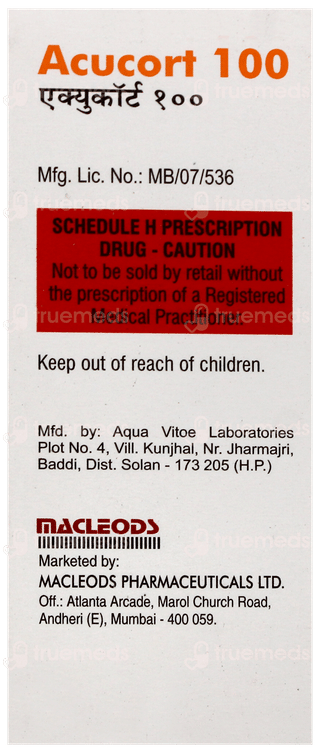 Acucort 100
एक्युकॉर्ट १००
Mfg. Lic. No.: MB/07/536
SCHEDULE H PRESCRIPTION
DRUG - CAUTION
Not to be sold by retail without
the prescription of a Registered
Medical Practitioner.
Keep out of reach of children.
Mfd. by: Aqua Vitoe Laboratories
Plot No. 4, Vill. Kunjhal, Nr. Jharmajri,
Baddi, Dist. Solan - 173 205 (H.P.)
MACLEODS
Marketed by:
MACLEODS PHARMACEUTICALS LTD.
Off.: Atlanta Arcade, Marol Church Road,
Andheri (E), Mumbai - 400 059.
truemeds